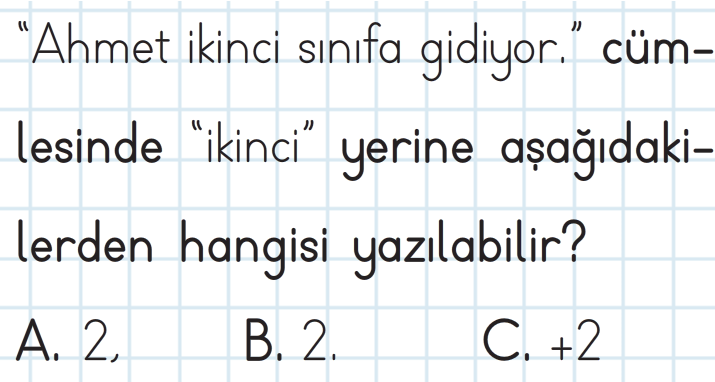 “Ahmet ikinci sınıfa gidiyor.” cüm-
lesinde “ikinci” yerine aşağıdaki-
lerden hangisi yazılabilir?
A. 2, B. 2. C. +2